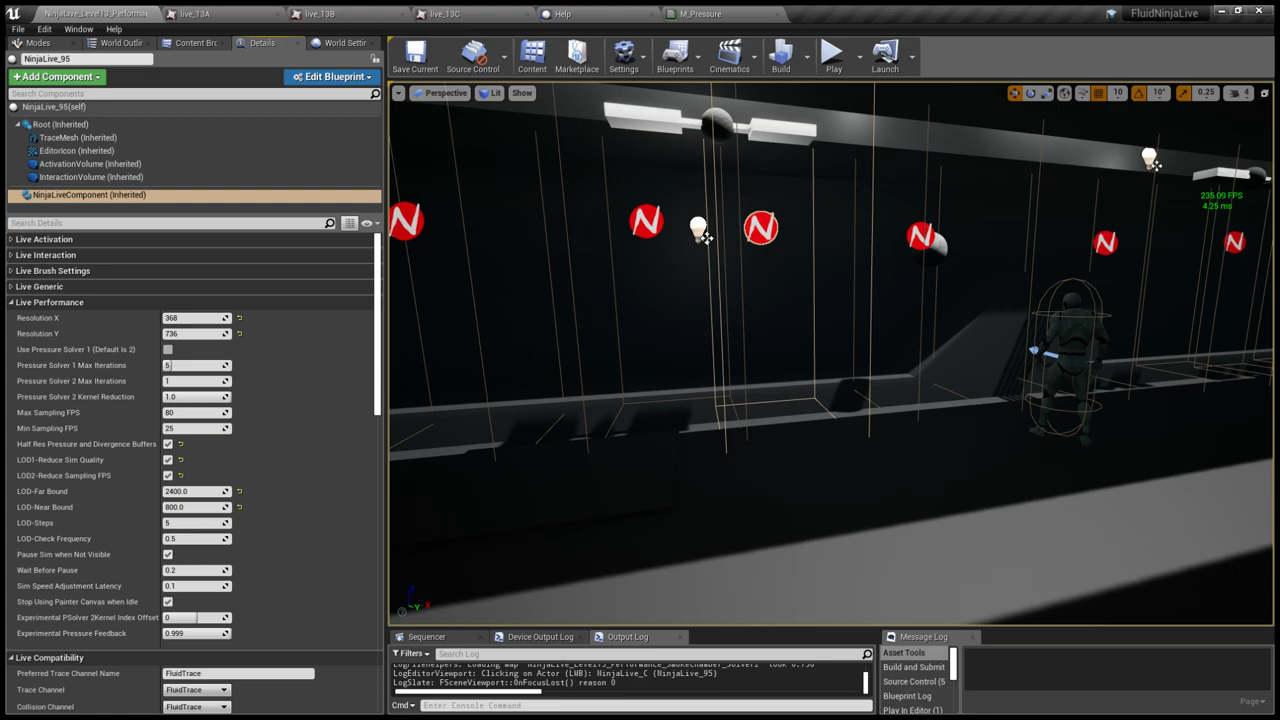 NinjaLive_Level13_Performa
live_13A
live_13B
live_13C
Help
M_Pressure
FluidNinjaLive
File Edit Window Help
Modes
World Outlin
Content Bro
Details
World Settin
NinjaLive_95
+Add Component
Edit Blueprint
Search Components
NinjaLive_95(self)
Root (Inherited)
TraceMesh (Inherited)
EditorIcon (Inherited)
ActivationVolume (Inherited)
InteractionVolume (Inherited)
NinjaLiveComponent (Inherited)
Search Details
Live Activation
Live Interaction
Live Brush Settings
Live Generic
Live Performance
Resolution X 368
Resolution Y 736
Use Pressure Solver 1 (Default Is 2)
Pressure Solver 1 Max Iterations 5
Pressure Solver 2 Max Iterations 1
Pressure Solver 2 Kernel Reduction 1.0
Max Sampling FPS 80
Min Sampling FPS 25
Half Res Pressure and Divergence Buffers
LOD1-Reduce Sim Quality
LOD2-Reduce Sampling FPS
LOD-Far Bound 2400.0
LOD-Near Bound 800.0
LOD-Steps 5
LOD-Check Frequency 0.5
Pause Sim when Not Visible
Wait Before Pause 0.2
Sim Speed Adjustment Latency 0.1
Stop Using Painter Canvas when Idle
Experimental PSolver 2Kernel Index Offset 0
Experimental Pressure Feedback 0.999
Live Compatibility
Preferred Trace Channel Name FluidTrace
Trace Channel FluidTrace
Collision Channel FluidTrace
Save Current
Source Control
Content
Marketplace
Settings
Blueprints
Cinematics
Build
Play
Launch
Perspective
Lit
Show
10
10°
0.25
4
235.09 FPS
4.25 ms
N
N
N
N
N
N
Y
X
Sequencer
Device Output Log
Output Log
Filters
Search Log
LogFileHelpers: Loading map 'NinjaLive_Level13_Performance_SmokeChamber_Solver2' took 0.750
LogEditorViewport: Clicking on Actor (LMB): NinjaLive_C (NinjaLive_95)
LogSlate: FSceneViewport::OnFocusLost() reason 0
Cmd
Enter Console Command
Message Log
Asset Tools
Build and Submit
Source Control (5
Blueprint Log
Play In Editor (1)
Page